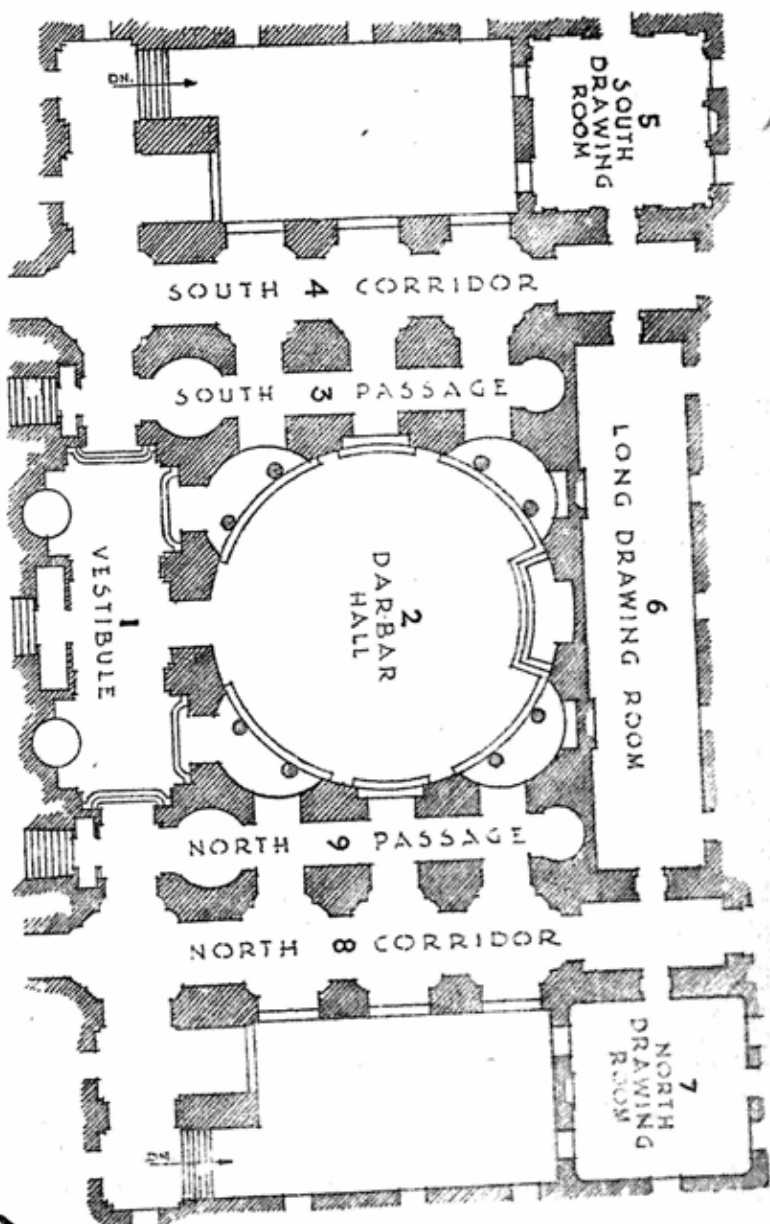 DN.
5
SOUTH
DRAWING
ROOM
SOUTH 4 CORRIDOR
SOUTH 3 PASSAGE
1
VESTIBULE
2
DAR-BAR
HALL
6
LONG DRAWING ROOM
NORTH 9 PASSAGE
NORTH 8 CORRIDOR
7
NORTH
DRAWING
ROOM
DN.